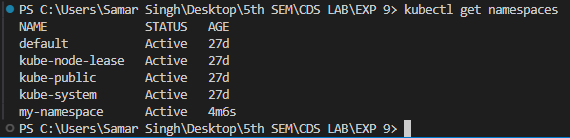 PS C:\Users\Samar Singh\Desktop\5th SEM\CDS LAB\EXP 9> kubectl get namespaces
NAME STATUS AGE
default Active 27d
kube-node-lease Active 27d
kube-public Active 27d
kube-system Active 27d
my-namespace Active 4m6s
PS C:\Users\Samar Singh\Desktop\5th SEM\CDS LAB\EXP 9>